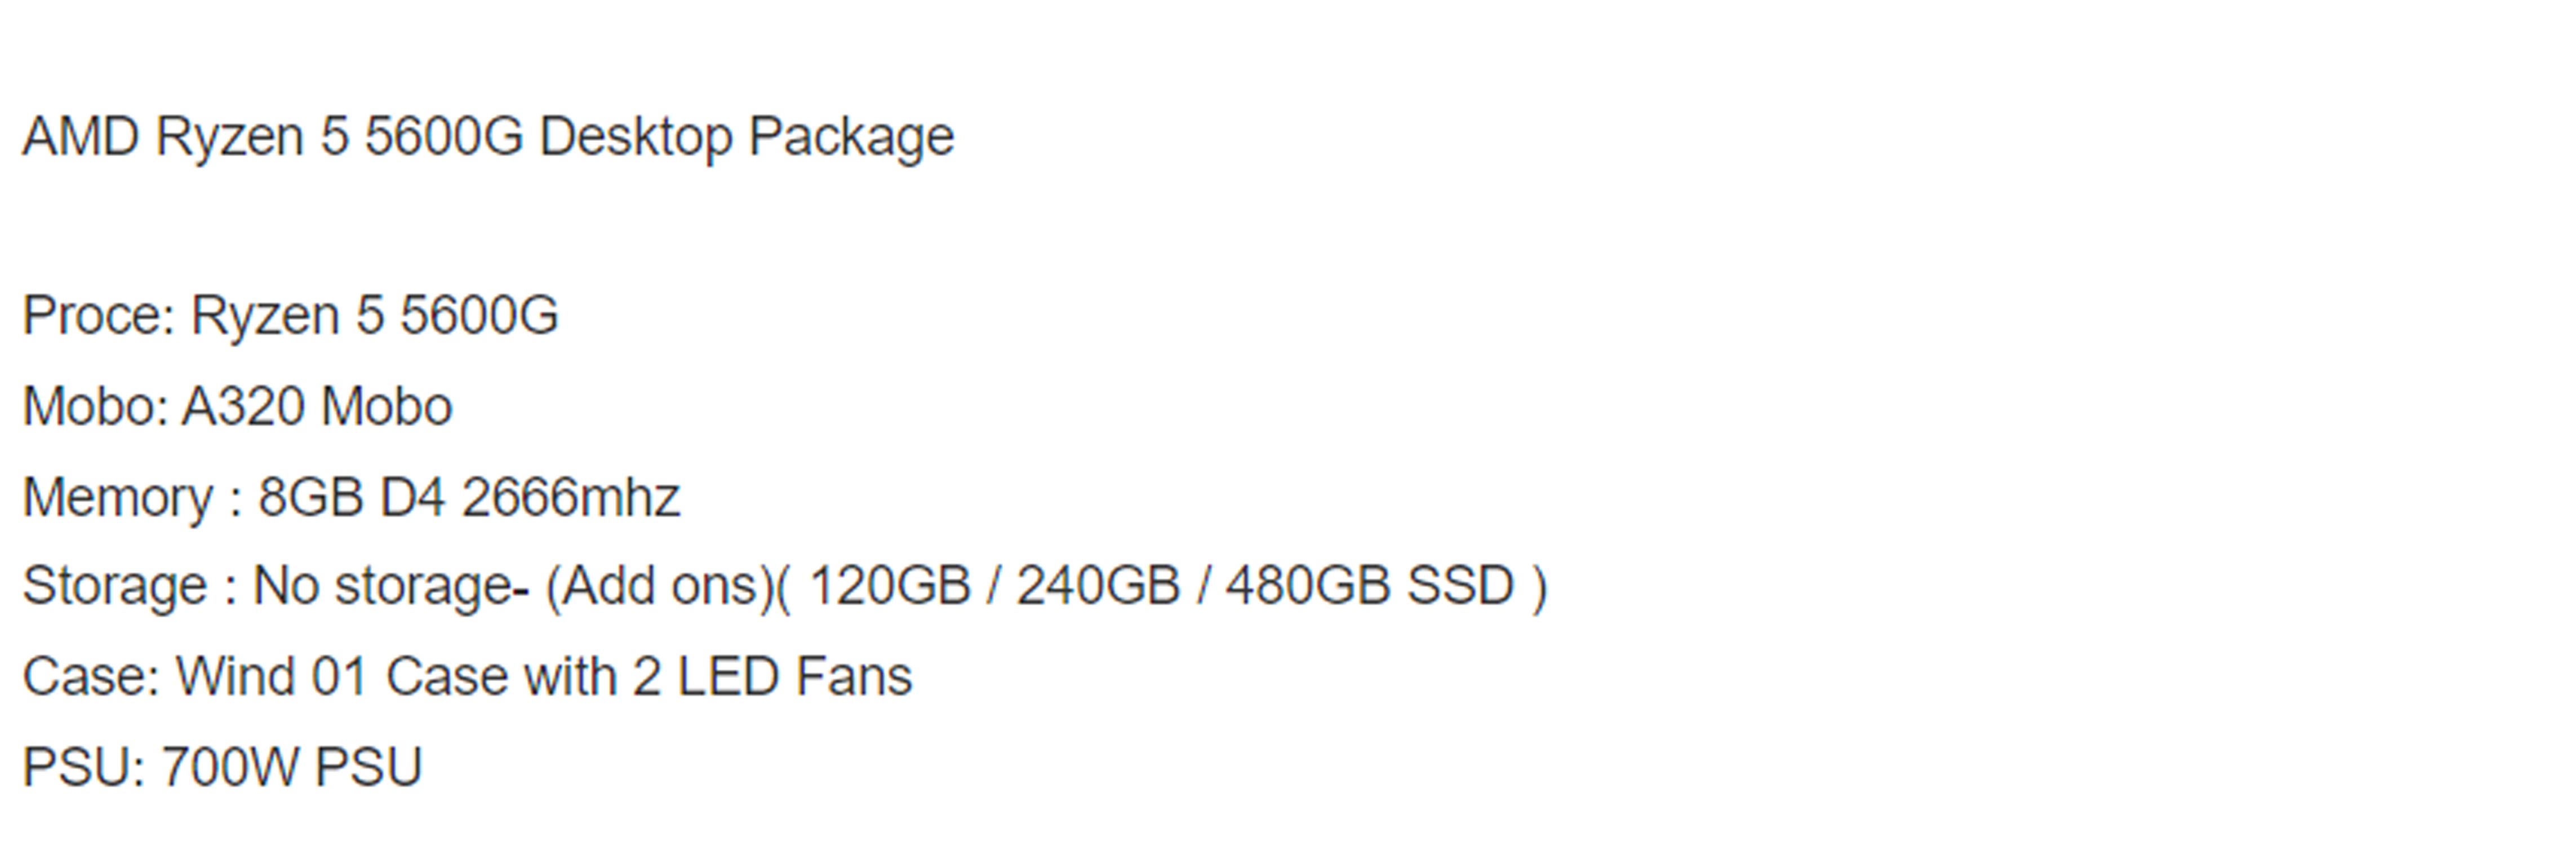 AMD Ryzen 5 5600G Desktop Package
Proce: Ryzen 5 5600G
Mobo: A320 Mobo
Memory : 8GB D4 2666mhz
Storage : No storage- (Add ons)( 120GB / 240GB / 480GB SSD )
Case: Wind 01 Case with 2 LED Fans
PSU: 700W PSU